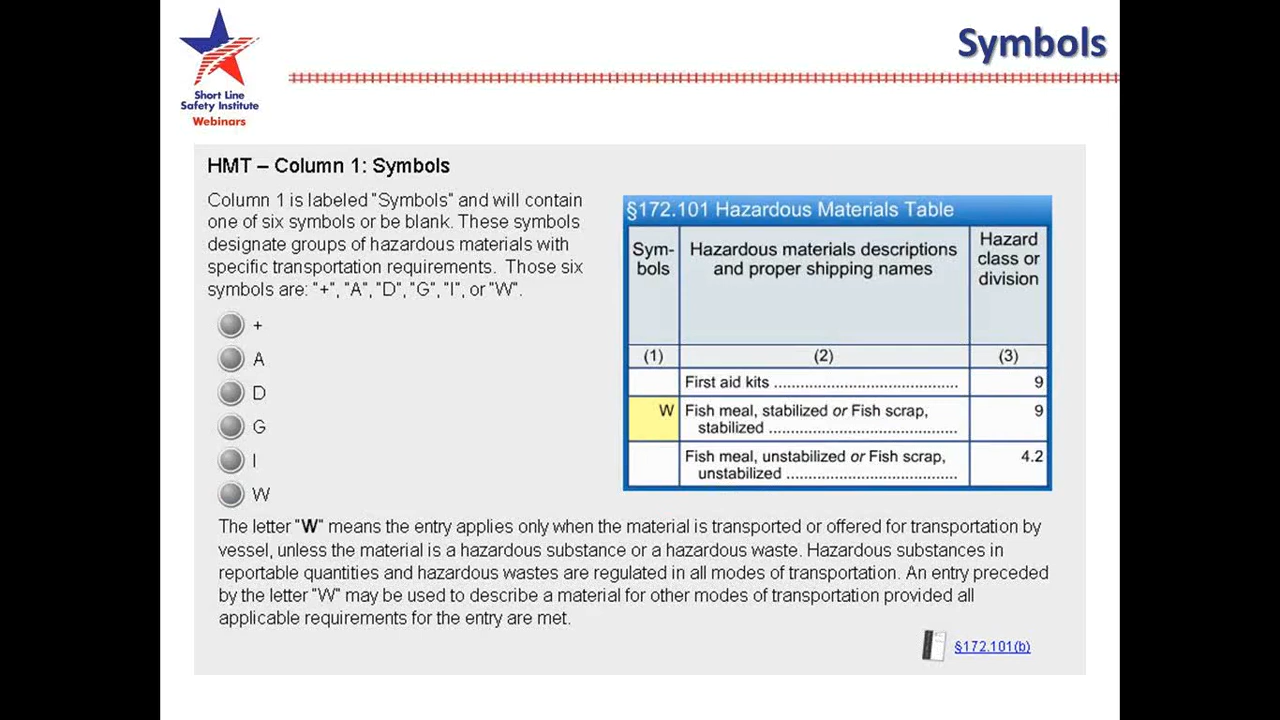 Symbols
Short Line
Safety Institute
Webinars
HMT – Column 1: Symbols
Column 1 is labeled "Symbols" and will contain
one of six symbols or be blank. These symbols
designate groups of hazardous materials with
specific transportation requirements. Those six
symbols are: "+", "A", "D", "G", "I", or "W".
+
A
D
G
I
W
§172.101 Hazardous Materials Table
Sym-
bols
Hazardous materials descriptions
and proper shipping names
Hazard
class or
division
(1) (2) (3)
First aid kits ........................................... 9
W Fish meal, stabilized or Fish scrap, 9
stabilized ...........................................
Fish meal, unstabilized or Fish scrap, 4.2
unstabilized ........................................
The letter "W" means the entry applies only when the material is transported or offered for transportation by
vessel, unless the material is a hazardous substance or a hazardous waste. Hazardous substances in
reportable quantities and hazardous wastes are regulated in all modes of transportation. An entry preceded
by the letter "W" may be used to describe a material for other modes of transportation provided all
applicable requirements for the entry are met.
§172.101(b)